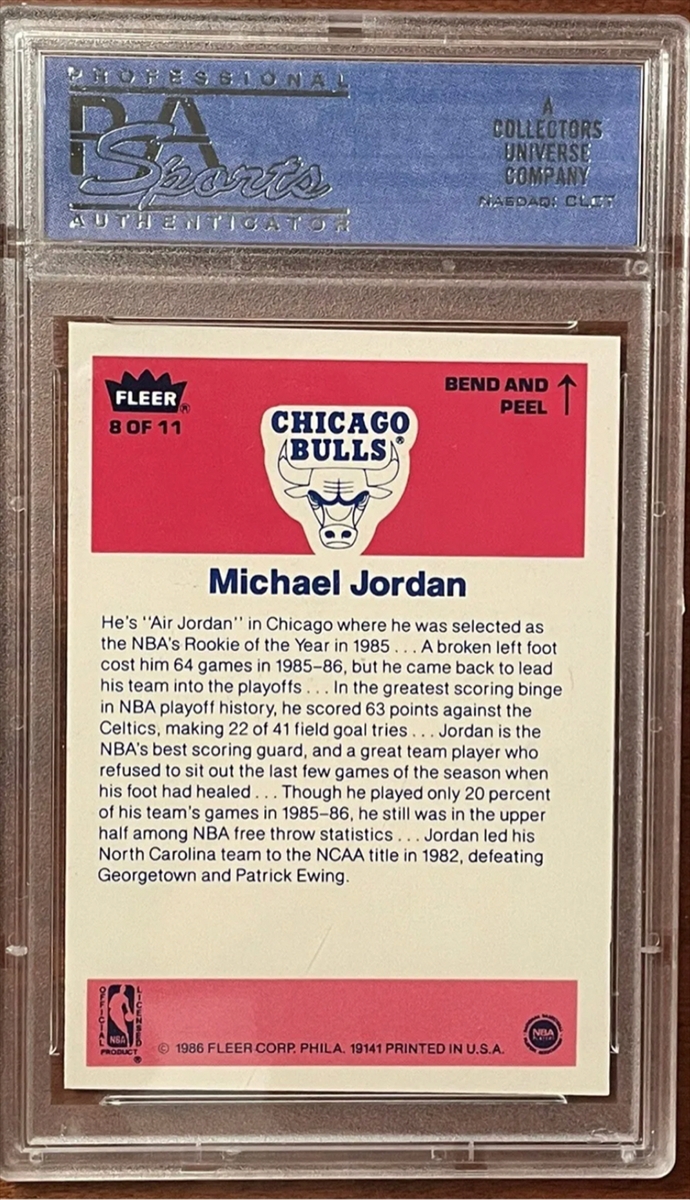 PROFESSIONAL
PSA
Sports
AUTHENTICATOR
A
COLLECTORS
UNIVERSE
COMPANY
NASDAQ: CLCT
FLEER®
8 OF 11
BEND AND
PEEL
CHICAGO
BULLS®
Michael Jordan
He's "Air Jordan" in Chicago where he was selected as
the NBA's Rookie of the Year in 1985 . . . A broken left foot
cost him 64 games in 1985-86, but he came back to lead
his team into the playoffs . . . In the greatest scoring binge
in NBA playoff history, he scored 63 points against the
Celtics, making 22 of 41 field goal tries . . . Jordan is the
NBA's best scoring guard, and a great team player who
refused to sit out the last few games of the season when
his foot had healed . . . Though he played only 20 percent
of his team's games in 1985-86, he still was in the upper
half among NBA free throw statistics . . . Jordan led his
North Carolina team to the NCAA title in 1982, defeating
Georgetown and Patrick Ewing.
OFFICIAL
NBA
LICENSED
PRODUCT ®
© 1986 FLEER CORP. PHILA. 19141 PRINTED IN U.S.A.
NBA
PLAYERS